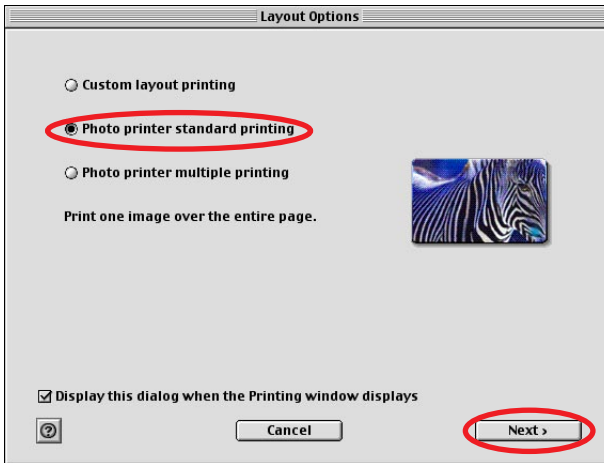 Layout Options
Custom layout printing
Photo printer standard printing
Photo printer multiple printing
Print one image over the entire page.
Display this dialog when the Printing window displays
?
Cancel
Next ›